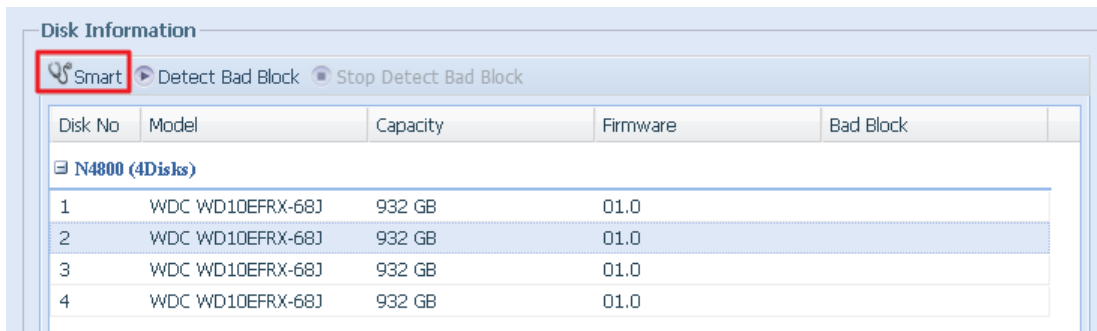 Disk Information
Smart Detect Bad Block Stop Detect Bad Block
Disk No Model Capacity Firmware Bad Block
N4800 (4Disks)
1 WDC WD10EFRX-68J 932 GB 01.0
2 WDC WD10EFRX-68J 932 GB 01.0
3 WDC WD10EFRX-68J 932 GB 01.0
4 WDC WD10EFRX-68J 932 GB 01.0